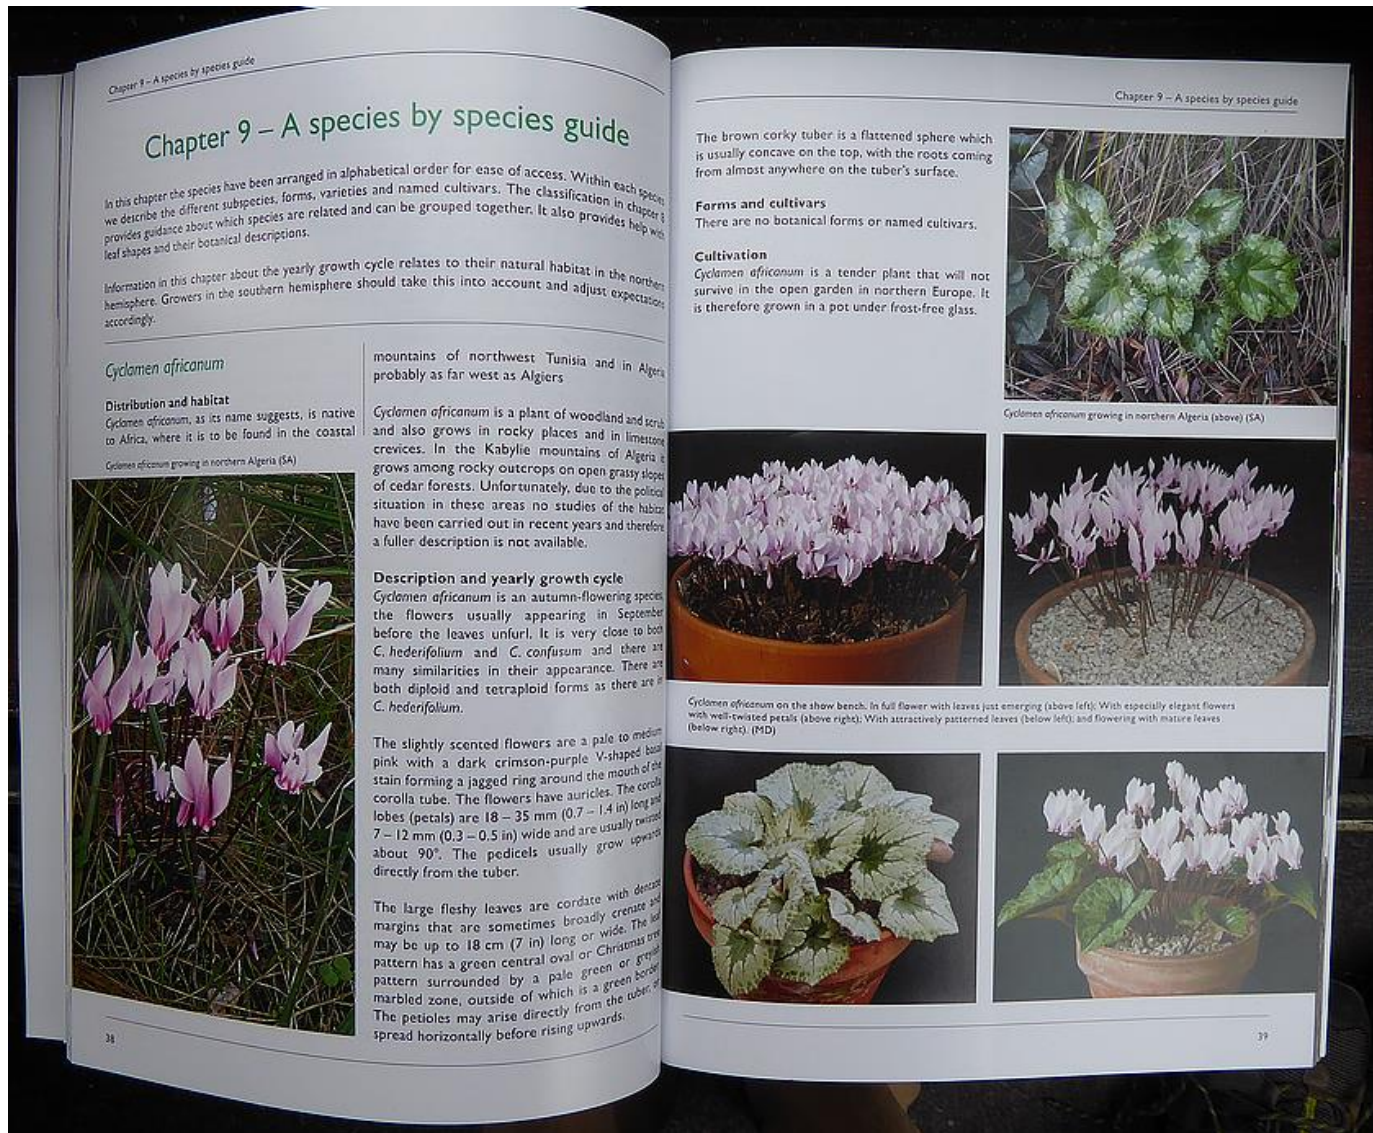 Chapter 9 – A species by species guide
Chapter 9 – A species by species guide
In this chapter the species have been arranged in alphabetical order for ease of access. Within each species
we describe the different subspecies, forms, varieties and named cultivars. The classification in chapter 8
provides guidance about which species are related and can be grouped together. It also provides help with
leaf shapes and their botanical descriptions.
Information in this chapter about the yearly growth cycle relates to their natural habitat in the northern
hemisphere. Growers in the southern hemisphere should take this into account and adjust expectations
accordingly.
Cyclamen africanum
Distribution and habitat
Cyclamen africanum, as its name suggests, is native
to Africa, where it is to be found in the coastal
Cyclamen africanum growing in northern Algeria (SA)
mountains of northwest Tunisia and in Algeria
probably as far west as Algiers
Cyclamen africanum is a plant of woodland and scrub
and also grows in rocky places and in limestone
crevices. In the Kabylie mountains of Algeria it
grows among rocky outcrops on open grassy slopes
of cedar forests. Unfortunately, due to the political
situation in these areas no studies of the habitat
have been carried out in recent years and therefore
a fuller description is not available.
Description and yearly growth cycle
Cyclamen africanum is an autumn-flowering species,
the flowers usually appearing in September
before the leaves unfurl. It is very close to both
C. hederifolium and C. confusum and there are
many similarities in their appearance. There are
both diploid and tetraploid forms as there are in
C. hederifolium.
The slightly scented flowers are a pale to medium
pink with a dark crimson-purple V-shaped basal
stain forming a jagged ring around the mouth of the
corolla tube. The flowers have auricles. The corolla
lobes (petals) are 18 – 35 mm (0.7 – 1.4 in) long and
7 – 12 mm (0.3 – 0.5 in) wide and are usually twisted
about 90°. The pedicels usually grow upwards
directly from the tuber.
The large fleshy leaves are cordate with dentate
margins that are sometimes broadly crenate and
may be up to 18 cm (7 in) long or wide. The leaf
pattern has a green central oval or Christmas tree
pattern surrounded by a pale green or greyish
marbled zone, outside of which is a green border.
The petioles may arise directly from the tuber, or
spread horizontally before rising upwards.
38
Chapter 9 – A species by species guide
The brown corky tuber is a flattened sphere which
is usually concave on the top, with the roots coming
from almost anywhere on the tuber's surface.
Forms and cultivars
There are no botanical forms or named cultivars.
Cultivation
Cyclamen africanum is a tender plant that will not
survive in the open garden in northern Europe. It
is therefore grown in a pot under frost-free glass.
Cyclamen africanum growing in northern Algeria (above) (SA)
Cyclamen africanum on the show bench. In full flower with leaves just emerging (above left); With especially elegant flowers
with well-twisted petals (above right); With attractively patterned leaves (below left); and flowering with mature leaves
(below right). (MD)
39